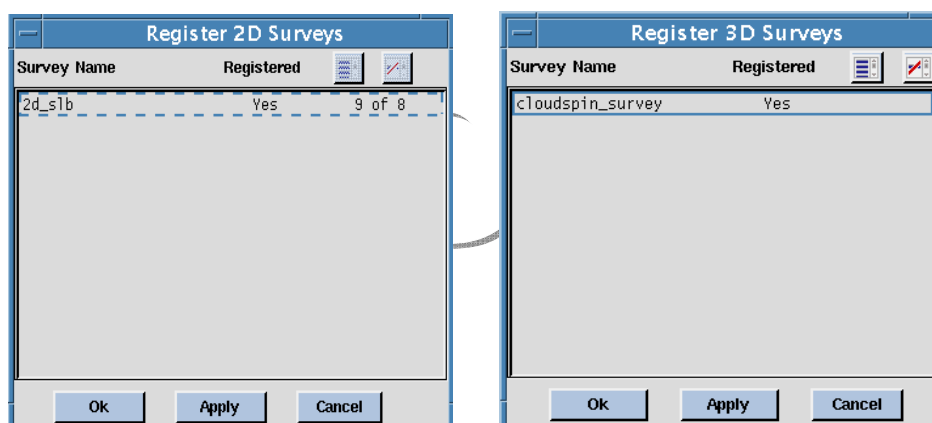 Register 2D Surveys
Survey Name Registered
2d_slb Yes 9 of 8
Ok Apply Cancel
Register 3D Surveys
Survey Name Registered
cloudspin_survey Yes
Ok Apply Cancel